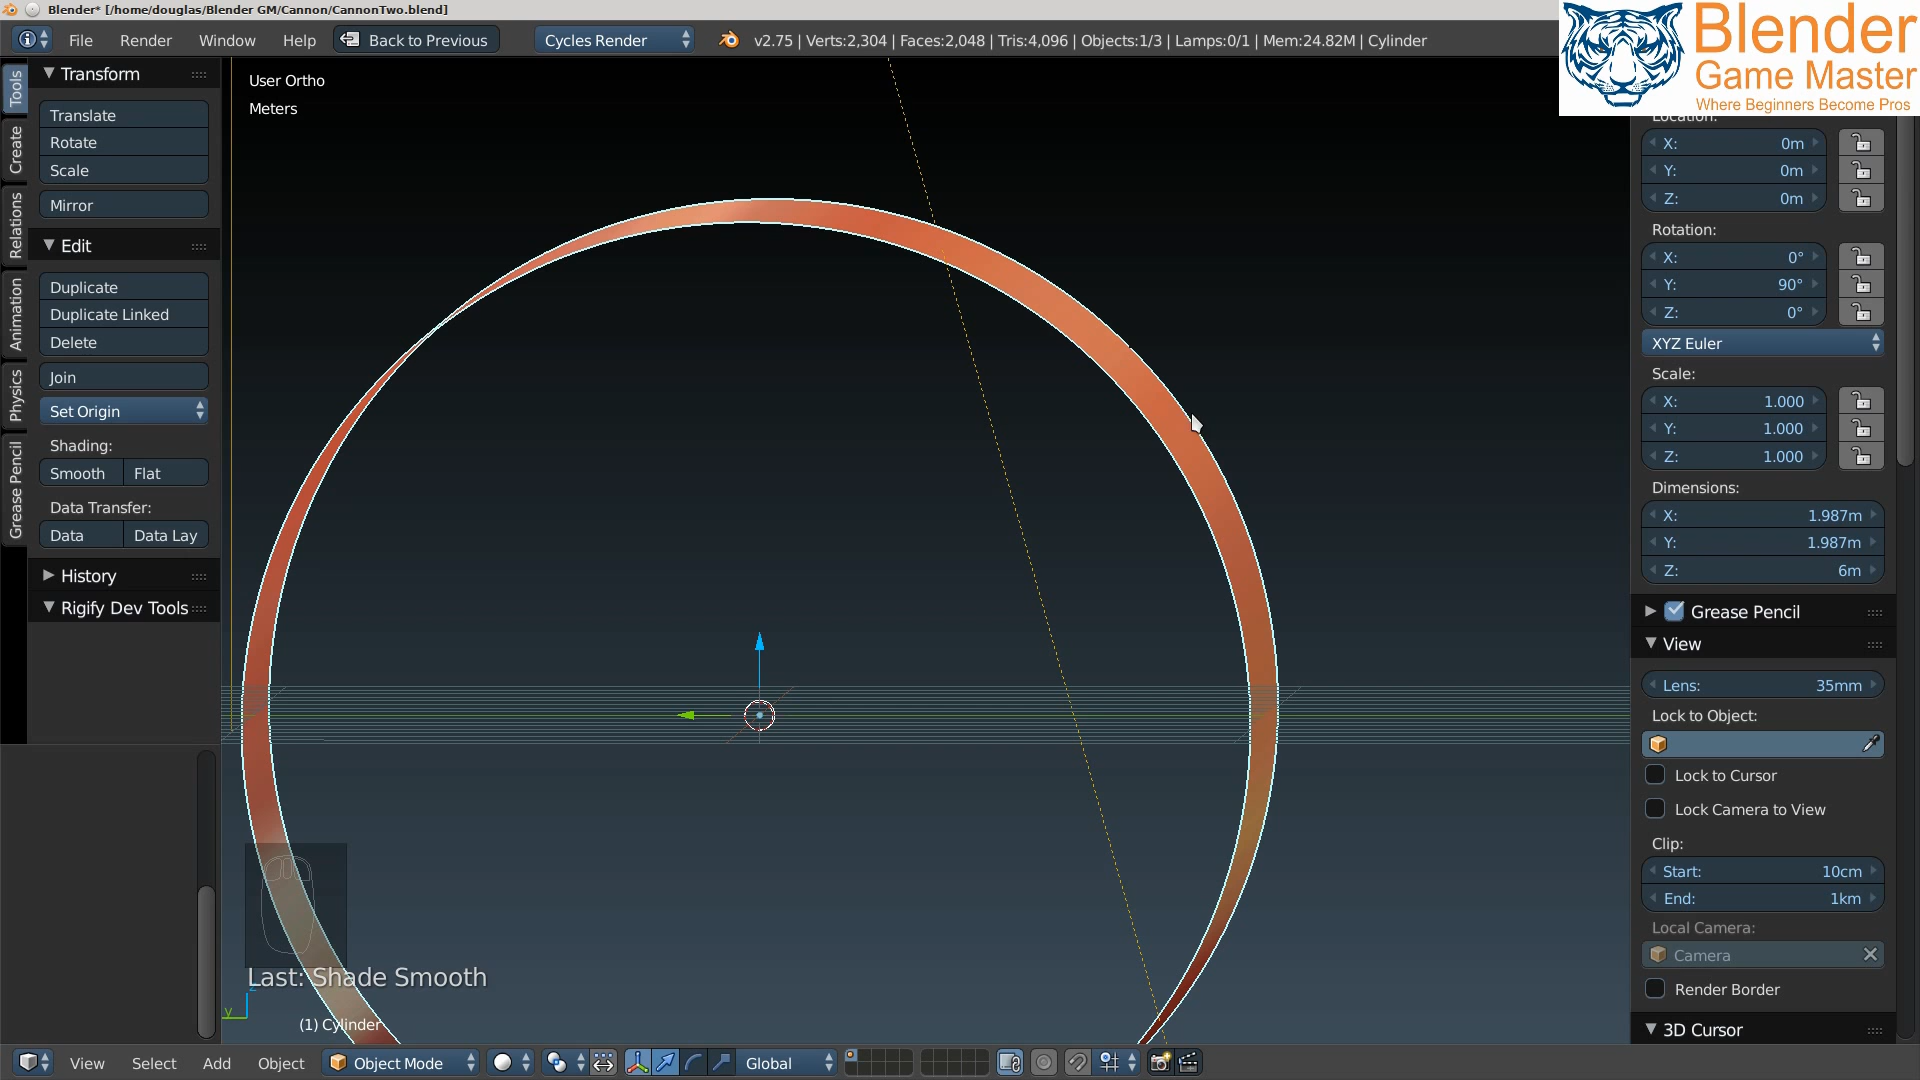 Blender* [/home/douglas/Blender GM/Cannon/CannonTwo.blend]
File Render Window Help Back to Previous Cycles Render v2.75 | Verts:2,304 | Faces:2,048 | Tris:4,096 | Objects:1/3 | Lamps:0/1 | Mem:24.82M | Cylinder
Blender
Game Master
Where Beginners Become Pros
Tools
Create
Relations
Animation
Physics
Grease Pencil
Transform
Translate
Rotate
Scale
Mirror
Edit
Duplicate
Duplicate Linked
Delete
Join
Set Origin
Shading:
Smooth Flat
Data Transfer:
Data Data Lay
History
Rigify Dev Tools
User Ortho
Meters
Last: Shade Smooth
z
y
(1) Cylinder
Location:
X: 0m
Y: 0m
Z: 0m
Rotation:
X: 0°
Y: 90°
Z: 0°
XYZ Euler
Scale:
X: 1.000
Y: 1.000
Z: 1.000
Dimensions:
X: 1.987m
Y: 1.987m
Z: 6m
Grease Pencil
View
Lens: 35mm
Lock to Object:
Lock to Cursor
Lock Camera to View
Clip:
Start: 10cm
End: 1km
Local Camera:
Camera
Render Border
3D Cursor
View Select Add Object Object Mode Global